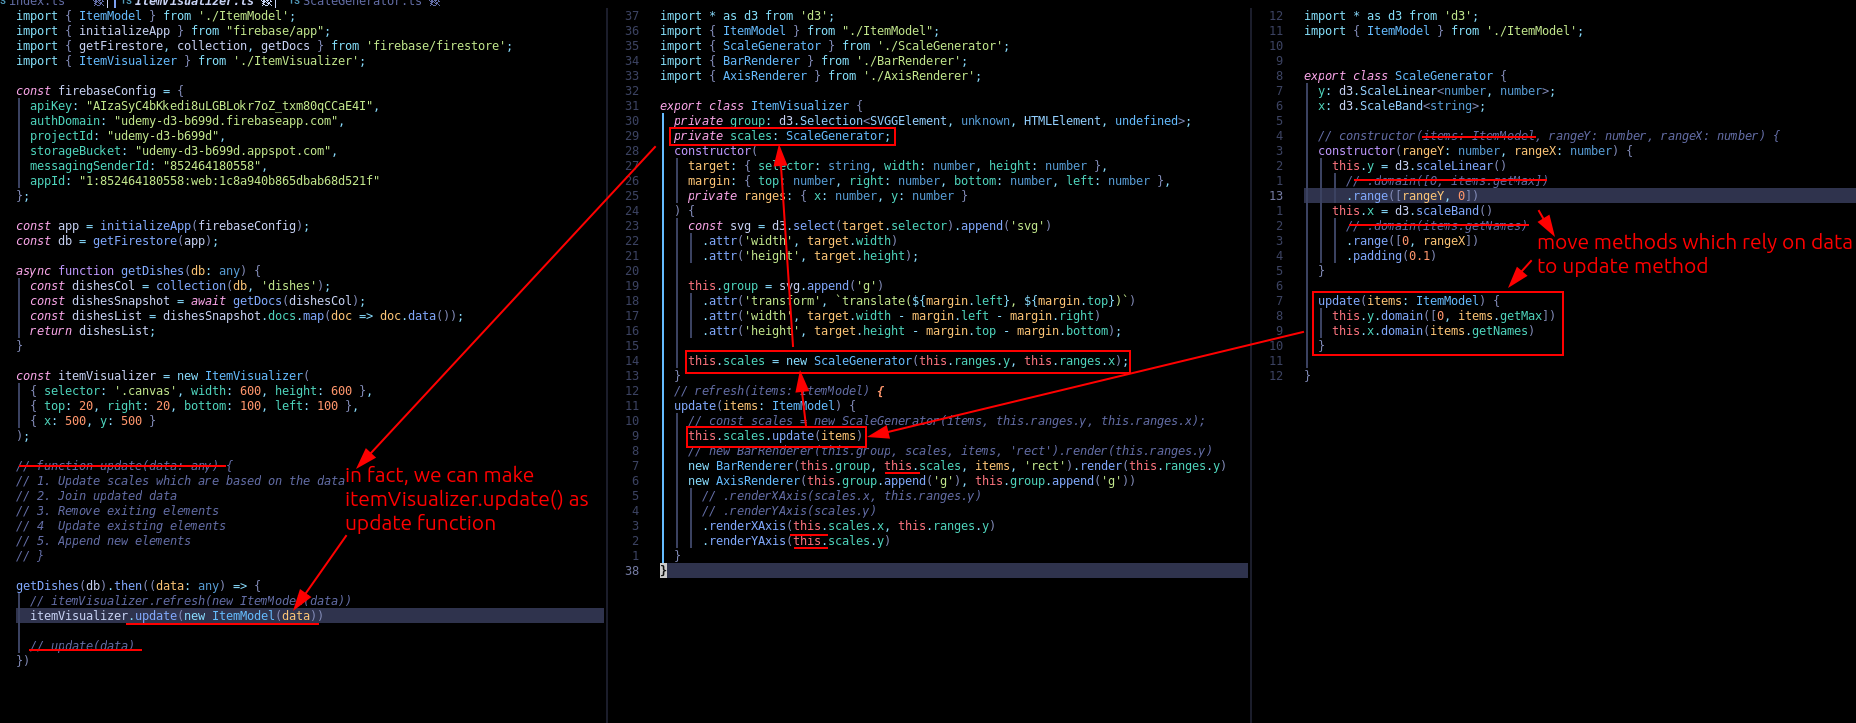 index.ts ItemVisualizer.ts TS ScaleGenerator.ts
import { ItemModel } from './ItemModel';
import { initializeApp } from "firebase/app";
import { getFirestore, collection, getDocs } from 'firebase/firestore';
import { ItemVisualizer } from './ItemVisualizer';
const firebaseConfig = {
apiKey: "AIzaSyC4bKkedi8uLGBLokr7oZ_txm80qCCaE4I",
authDomain: "udemy-d3-b699d.firebaseapp.com",
projectId: "udemy-d3-b699d",
storageBucket: "udemy-d3-b699d.appspot.com",
messagingSenderId: "852464180558",
appId: "1:852464180558:web:1c8a940b865dbab68d521f"
};
const app = initializeApp(firebaseConfig);
const db = getFirestore(app);
async function getDishes(db: any) {
const dishesCol = collection(db, 'dishes');
const dishesSnapshot = await getDocs(dishesCol);
const dishesList = dishesSnapshot.docs.map(doc => doc.data());
return dishesList;
}
const itemVisualizer = new ItemVisualizer(
{ selector: '.canvas', width: 600, height: 600 },
{ top: 20, right: 20, bottom: 100, left: 100 },
{ x: 500, y: 500 }
);
// function update(data: any) {
// 1. Update scales which are based on the data
// 2. Join updated data
// 3. Remove exiting elements
// 4  Update existing elements
// 5. Append new elements
// }
in fact, we can make
itemVisualizer.update() as
update function
getDishes(db).then((data: any) => {
// itemVisualizer.refresh(new ItemModel(data))
itemVisualizer.update(new ItemModel(data))
// update(data)
})
37 import * as d3 from 'd3';
36 import { ItemModel } from "./ItemModel";
35 import { ScaleGenerator } from './ScaleGenerator';
34 import { BarRenderer } from './BarRenderer';
33 import { AxisRenderer } from './AxisRenderer';
32
31 export class ItemVisualizer {
30 private group: d3.Selection<SVGGElement, unknown, HTMLElement, undefined>;
29 private scales: ScaleGenerator;
28 constructor(
27 target: { selector: string, width: number, height: number },
26 margin: { top: number, right: number, bottom: number, left: number },
25 private ranges: { x: number, y: number }
24 ) {
23 const svg = d3.select(target.selector).append('svg')
22 .attr('width', target.width)
21 .attr('height', target.height);
20
19 this.group = svg.append('g')
18 .attr('transform', `translate(${margin.left}, ${margin.top})`)
17 .attr('width', target.width - margin.left - margin.right)
16 .attr('height', target.height - margin.top - margin.bottom);
15
14 this.scales = new ScaleGenerator(this.ranges.y, this.ranges.x);
13 }
12 // refresh(items: ItemModel) {
11 update(items: ItemModel) {
10 // const scales = new ScaleGenerator(items, this.ranges.y, this.ranges.x);
9 this.scales.update(items)
8 // new BarRenderer(this.group, scales, items, 'rect').render(this.ranges.y)
7 new BarRenderer(this.group, this.scales, items, 'rect').render(this.ranges.y)
6 new AxisRenderer(this.group.append('g'), this.group.append('g'))
5 // .renderXAxis(scales.x, this.ranges.y)
4 // .renderYAxis(scales.y)
3 .renderXAxis(this.scales.x, this.ranges.y)
2 .renderYAxis(this.scales.y)
1 }
38 }
12 import * as d3 from 'd3';
11 import { ItemModel } from './ItemModel';
10
9
8 export class ScaleGenerator {
7 y: d3.ScaleLinear<number, number>;
6 x: d3.ScaleBand<string>;
5
4 // constructor(items: ItemModel, rangeY: number, rangeX: number) {
3 constructor(rangeY: number, rangeX: number) {
2 this.y = d3.scaleLinear()
1 // .domain([0, items.getMax])
13 .range([rangeY, 0])
1 this.x = d3.scaleBand()
2 // .domain(items.getNames)
3 .range([0, rangeX])
4 .padding(0.1)
5 }
6
7 update(items: ItemModel) {
8 this.y.domain([0, items.getMax])
9 this.x.domain(items.getNames)
10 }
11
12 }
move methods which rely on data
to update method